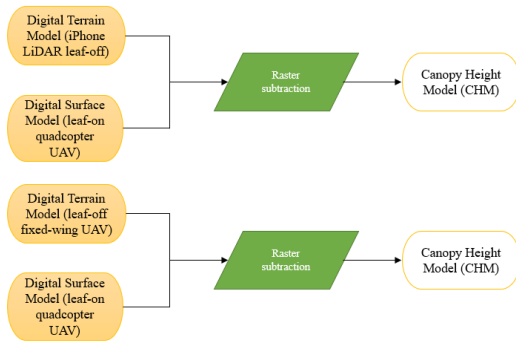 Digital Terrain
Model (iPhone
LiDAR leaf-off)
Digital Surface
Model (leaf-on
quadcopter
UAV)
Raster
subtraction
Canopy Height
Model (CHM)
Digital Terrain
Model (leaf-off
fixed-wing UAV)
Digital Surface
Model (leaf-on
quadcopter
UAV)
Raster
subtraction
Canopy Height
Model (CHM)